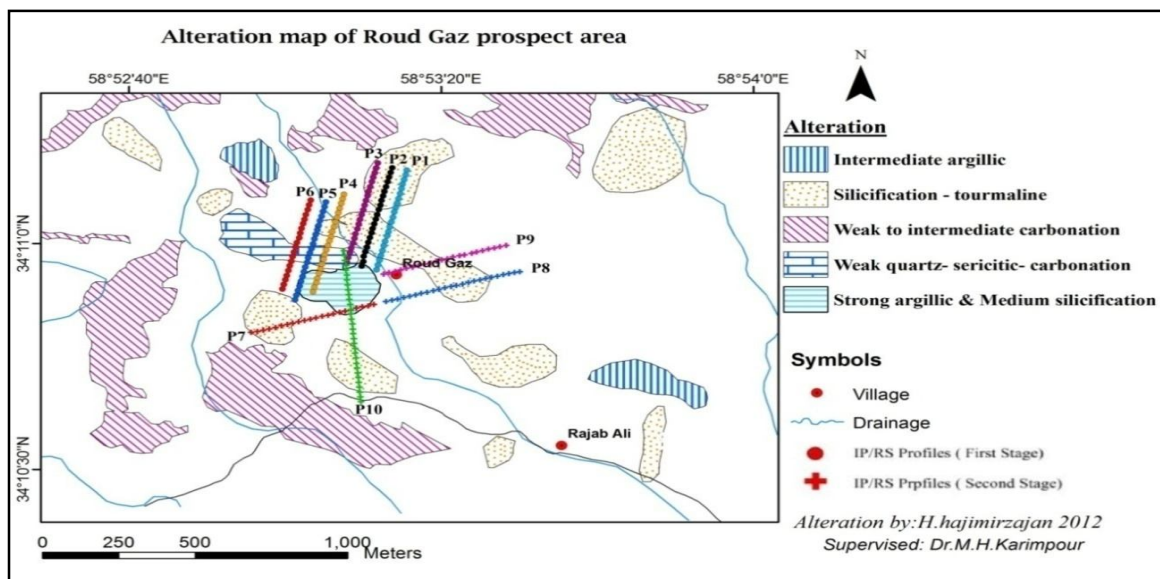 Alteration map of Roud Gaz prospect area
58°52'40"E
58°53'20"E
58°54'0"E
N
34°11'0"N
34°10'30"N
P6
P5
P4
P3
P2
P1
P9
Roud Gaz
P8
P7
P10
Rajab Ali
Alteration
Intermediate argillic
Silicification - tourmaline
Weak to intermediate carbonation
Weak quartz- sericitic- carbonation
Strong argillic & Medium silicification
Symbols
Village
Drainage
IP/RS Profiles ( First Stage)
IP/RS Prpfiles ( Second Stage)
Alteration by:H.hajimirzajan 2012
Supervised: Dr.M.H.Karimpour
0 250 500 1,000
Meters